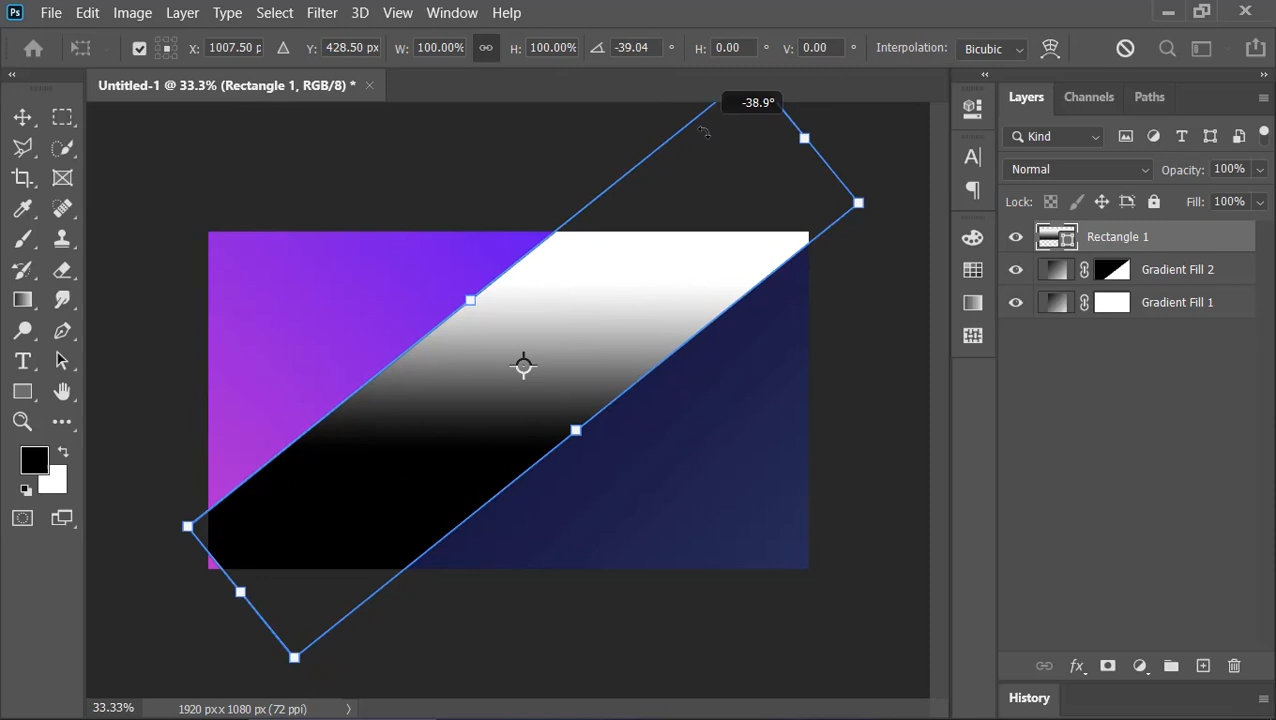 Ps File Edit Image Layer Type Select Filter 3D View Window Help
X: 1007.50 p Y: 428.50 px W: 100.00% H: 100.00% -39.04 ° H: 0.00 ° V: 0.00 ° Interpolation: Bicubic
Untitled-1 @ 33.3% (Rectangle 1, RGB/8) *
-38.9°
Layers Channels Paths
Kind
Normal Opacity: 100%
Lock: Fill: 100%
Rectangle 1
Gradient Fill 2
Gradient Fill 1
fx
History
33.33% 1920 px x 1080 px (72 ppi)